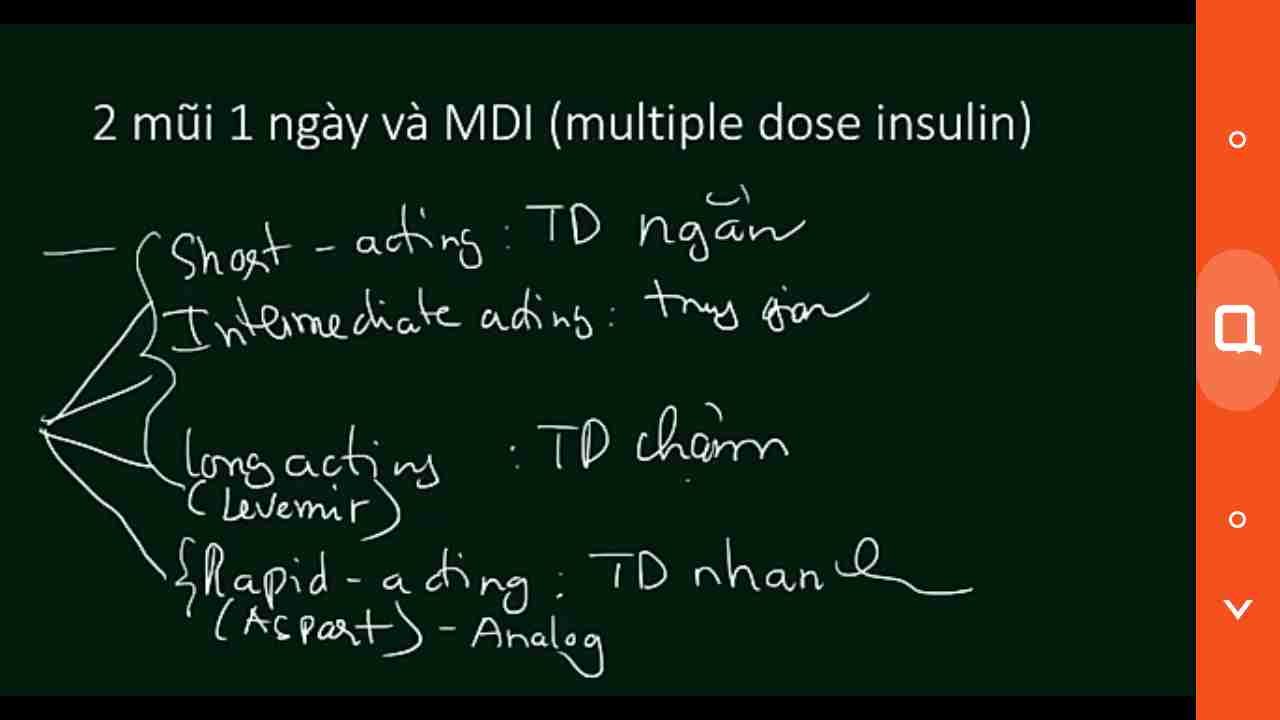 2 mũi 1 ngày và MDI (multiple dose insulin)
Short - acting : TD ngắn
Intermediate acting : trung gian
Long acting : TD chậm
(Levemir)
Rapid - acting : TD nhanh
(Aspart) - Analog